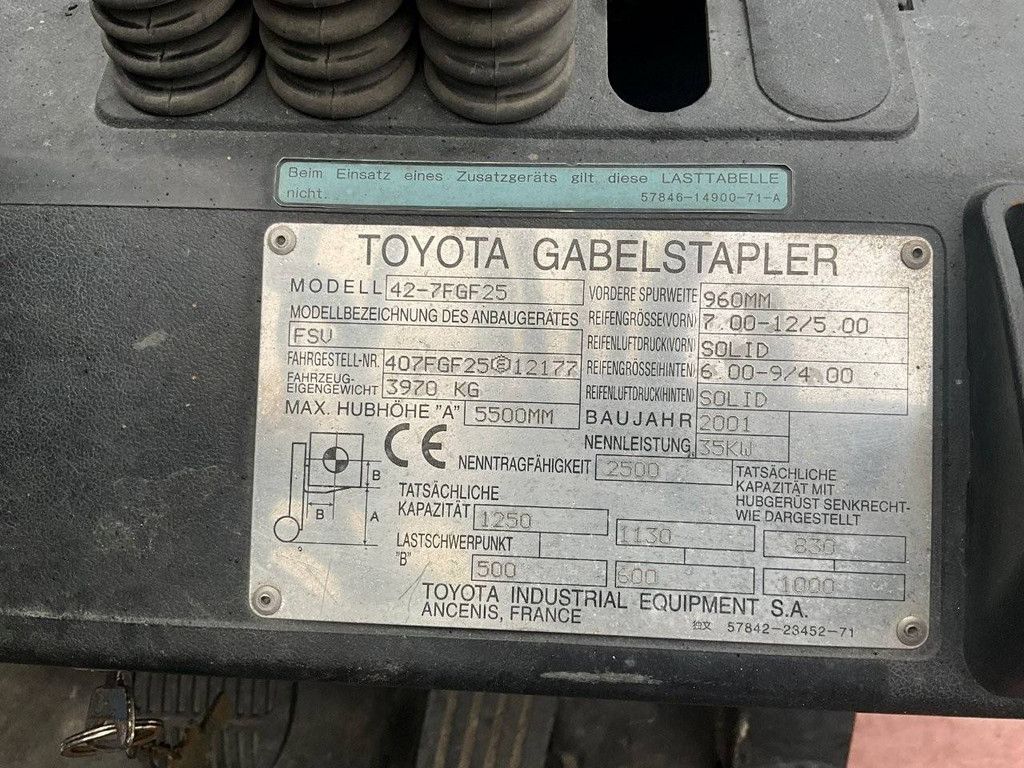 Beim Einsatz eines Zusatzgeräts gilt diese LASTTABELLE
nicht. 57846-14900-71-A
TOYOTA GABELSTAPLER
MODELL 42-7FGF25
MODELLBEZEICHNUNG DES ANBAUGERÄTES
FSV
FAHRGESTELL-NR. 407FGF25Ⓔ12177
FAHRZEUG-
EIGENGEWICHT 3970 KG
MAX. HUBHÖHE "A" 5500MM
VORDERE SPURWEITE 960MM
REIFENGRÖSSE(VORN) 7.00-12/5.00
REIFENLUFTDRUCK(VORN) SOLID
REIFENGRÖSSE(HINTEN) 6.00-9/4.00
REIFENLUFTDRUCK(HINTEN) SOLID
BAUJAHR 2001
NENNLEISTUNG 35KW
CE
NENNTRAGFÄHIGKEIT 2500
TATSÄCHLICHE
KAPAZITÄT MIT
HUBGERÜST SENKRECHT-
WIE DARGESTELLT
B
B
A
TATSÄCHLICHE
KAPAZITÄT 1250 1130 830
LASTSCHWERPUNKT
"B" 500 600 1000
TOYOTA INDUSTRIAL EQUIPMENT S.A.
ANCENIS, FRANCE
独文 57842-23452-71